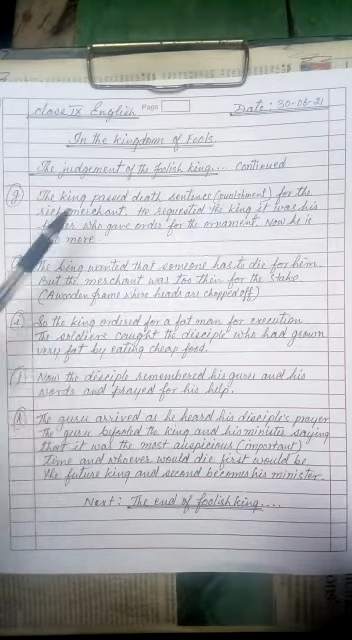 Class IX English Page
Date: 30-06-21
In the kingdom of Fools
The judgement of the foolish king.... Continued
(g) The king passed death sentence (punishment) for the
rich merchant. He requested the king it was his
who gave order for the ornament. Now he is
more.
The king wanted that someone has to die for him.
But the merchant was too thin for the stake
(A wooden frame where heads are chopped off)
(i) So the king ordered for a fat man for execution
The soldiers caught the disciple who had grown
very fat by eating cheap food.
(j) Now the disciple remembered his guru and his
words and prayed for his help.
(k) The guru arrived as he heard his disciple's prayer
The guru befooled the king and his minister saying
that it was the most auspicious (important)
time and whoever would die first would be
the future king and second becomes his minister.
Next: The end of foolish king....